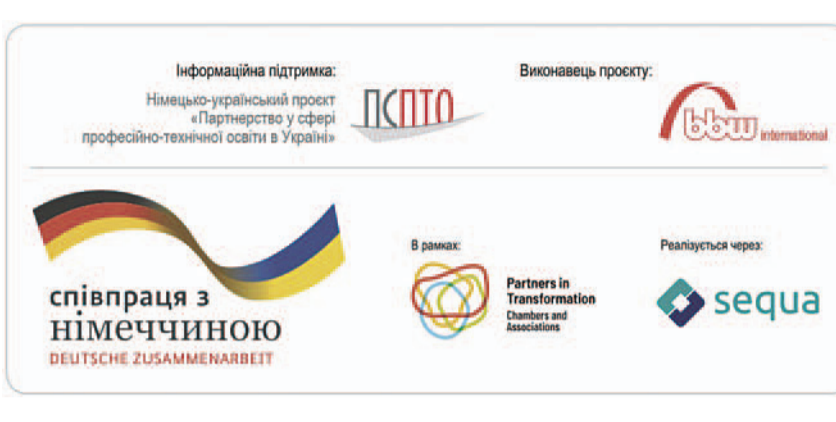 Інформаційна підтримка:
Німецько-український проєкт
«Партнерство у сфері
професійно-технічної освіти в Україні»
ПСПТО
Виконавець проєкту:
bbw international
співпраця з
німеччиною
DEUTSCHE ZUSAMMENARBEIT
В рамках:
Partners in
Transformation
Chambers and
Associations
Реалізується через:
sequa